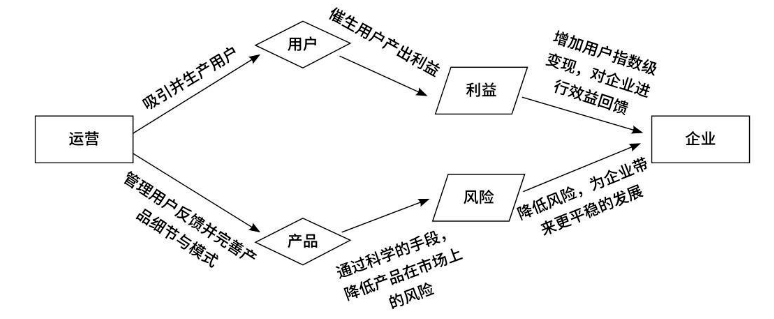 运营
吸引并生产用户
用户
催生用户产出利益
利益
增加用户指数级
变现，对企业进
行效益回馈
企业
管理用户反馈并完善产
品细节与模式
产品
通过科学的手段，
降低产品在市场上
的风险
风险
降低风险，为企业带
来更平稳的发展